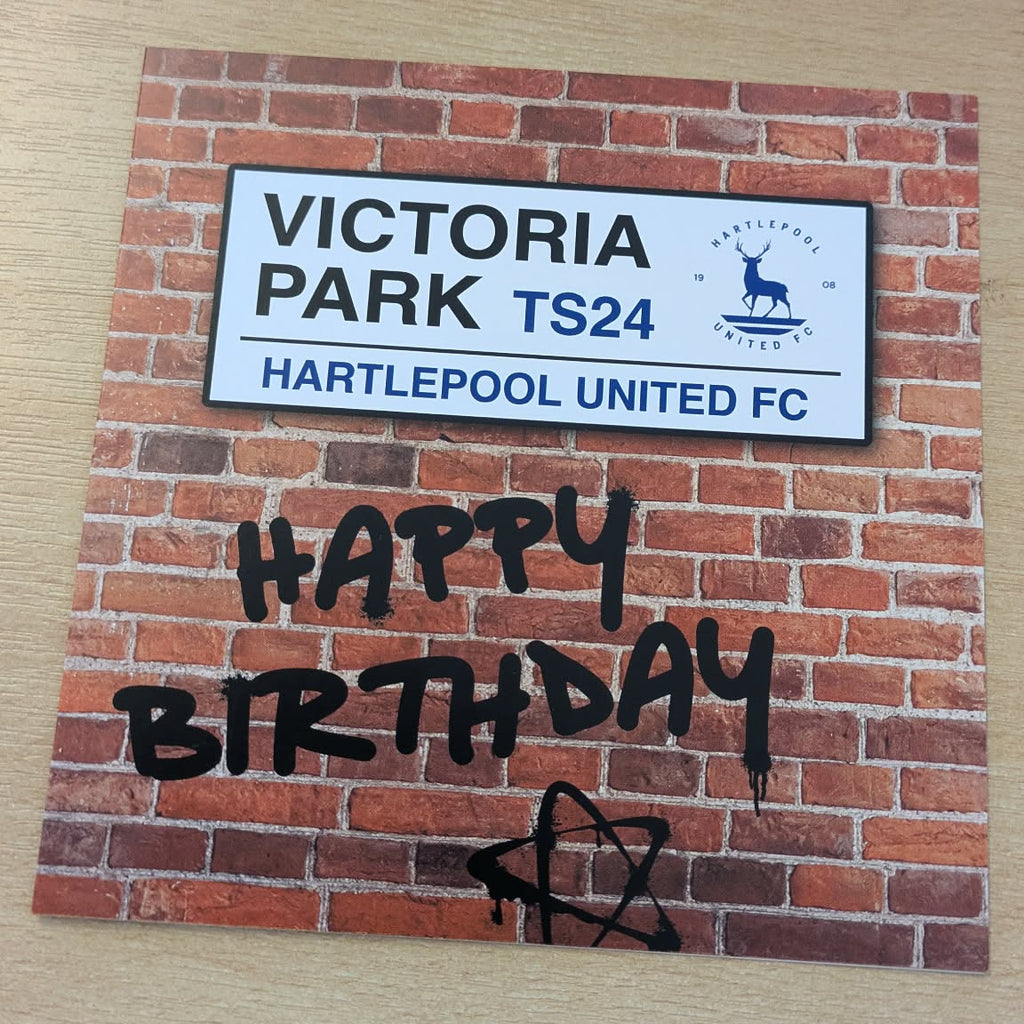 VICTORIA
PARK TS24
HARTLEPOOL
19 08
UNITED FC
HARTLEPOOL UNITED FC
HAPPY
BIRTHDAY